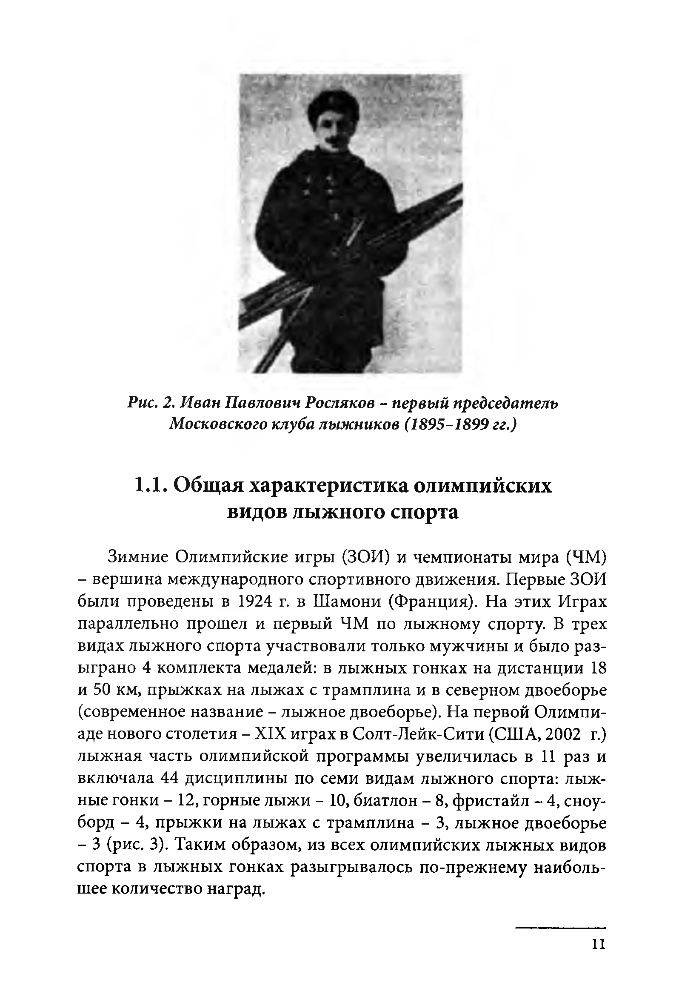 Рис. 2. Иван Павлович Росляков – первый председатель
Московского клуба лыжников (1895–1899 гг.)
1.1. Общая характеристика олимпийских
видов лыжного спорта
Зимние Олимпийские игры (ЗОИ) и чемпионаты мира (ЧМ)
– вершина международного спортивного движения. Первые ЗОИ
были проведены в 1924 г. в Шамони (Франция). На этих Играх
параллельно прошел и первый ЧМ по лыжному спорту. В трех
видах лыжного спорта участвовали только мужчины и было раз-
ыграно 4 комплекта медалей: в лыжных гонках на дистанции 18
и 50 км, прыжках на лыжах с трамплина и в северном двоеборье
(современное название – лыжное двоеборье). На первой Олимпи-
аде нового столетия – XIX играх в Солт-Лейк-Сити (США, 2002 г.)
лыжная часть олимпийской программы увеличилась в 11 раз и
включала 44 дисциплины по семи видам лыжного спорта: лыж-
ные гонки – 12, горные лыжи – 10, биатлон – 8, фристайл – 4, сноу-
борд – 4, прыжки на лыжах с трамплина – 3, лыжное двоеборье
– 3 (рис. 3). Таким образом, из всех олимпийских лыжных видов
спорта в лыжных гонках разыгрывалось по-прежнему наиболь-
шее количество наград.
11